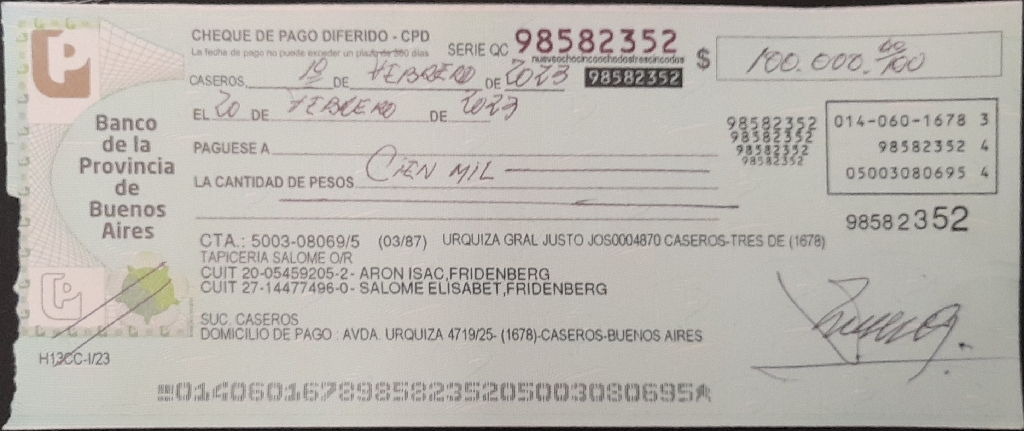 CHEQUE DE PAGO DIFERIDO - CPD
La fecha de pago no puede exceder un plazo de 360 días
SERIE QC 98582352
nueveochocincoochodostrescincodos
98582352
$ 100.000.00/100
CASEROS, 10 DE FEBRERO DE 2023
EL 20 DE FEBRERO DE 2023
PAGUESE A
LA CANTIDAD DE PESOS CIEN MIL
98582352
98582352
98582352
98582352
014-060-1678 3
98582352 4
05003080695 4
98582352
Banco
de la
Provincia
de
Buenos
Aires
CTA.: 5003-08069/5 (03/87) URQUIZA GRAL JUSTO JOS0004870 CASEROS-TRES DE (1678)
TAPICERIA SALOME O/R
CUIT 20-05459205-2- ARON ISAC,FRIDENBERG
CUIT 27-14477496-0- SALOME ELISABET,FRIDENBERG
SUC. CASEROS
DOMICILIO DE PAGO : AVDA. URQUIZA 4719/25- (1678)-CASEROS-BUENOS AIRES
H13CC-I/23
01406016789858235205003080695